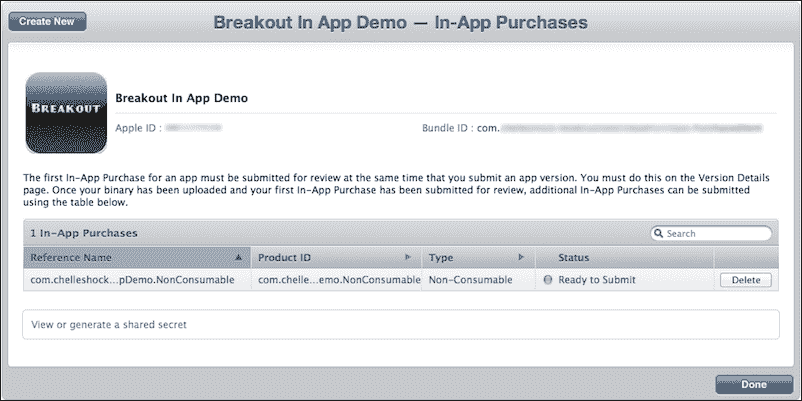 Create New
Breakout In App Demo — In-App Purchases
BREAKOUT
Breakout In App Demo
Apple ID :
Bundle ID : com.
The first In-App Purchase for an app must be submitted for review at the same time that you submit an app version. You must do this on the Version Details
page. Once your binary has been uploaded and your first In-App Purchase has been submitted for review, additional In-App Purchases can be submitted
using the table below.
1 In-App Purchases
Search
Reference Name Product ID Type Status
com.chelleshock...pDemo.NonConsumable com.chelle...emo.NonConsumable Non-Consumable Ready to Submit Delete
View or generate a shared secret
Done